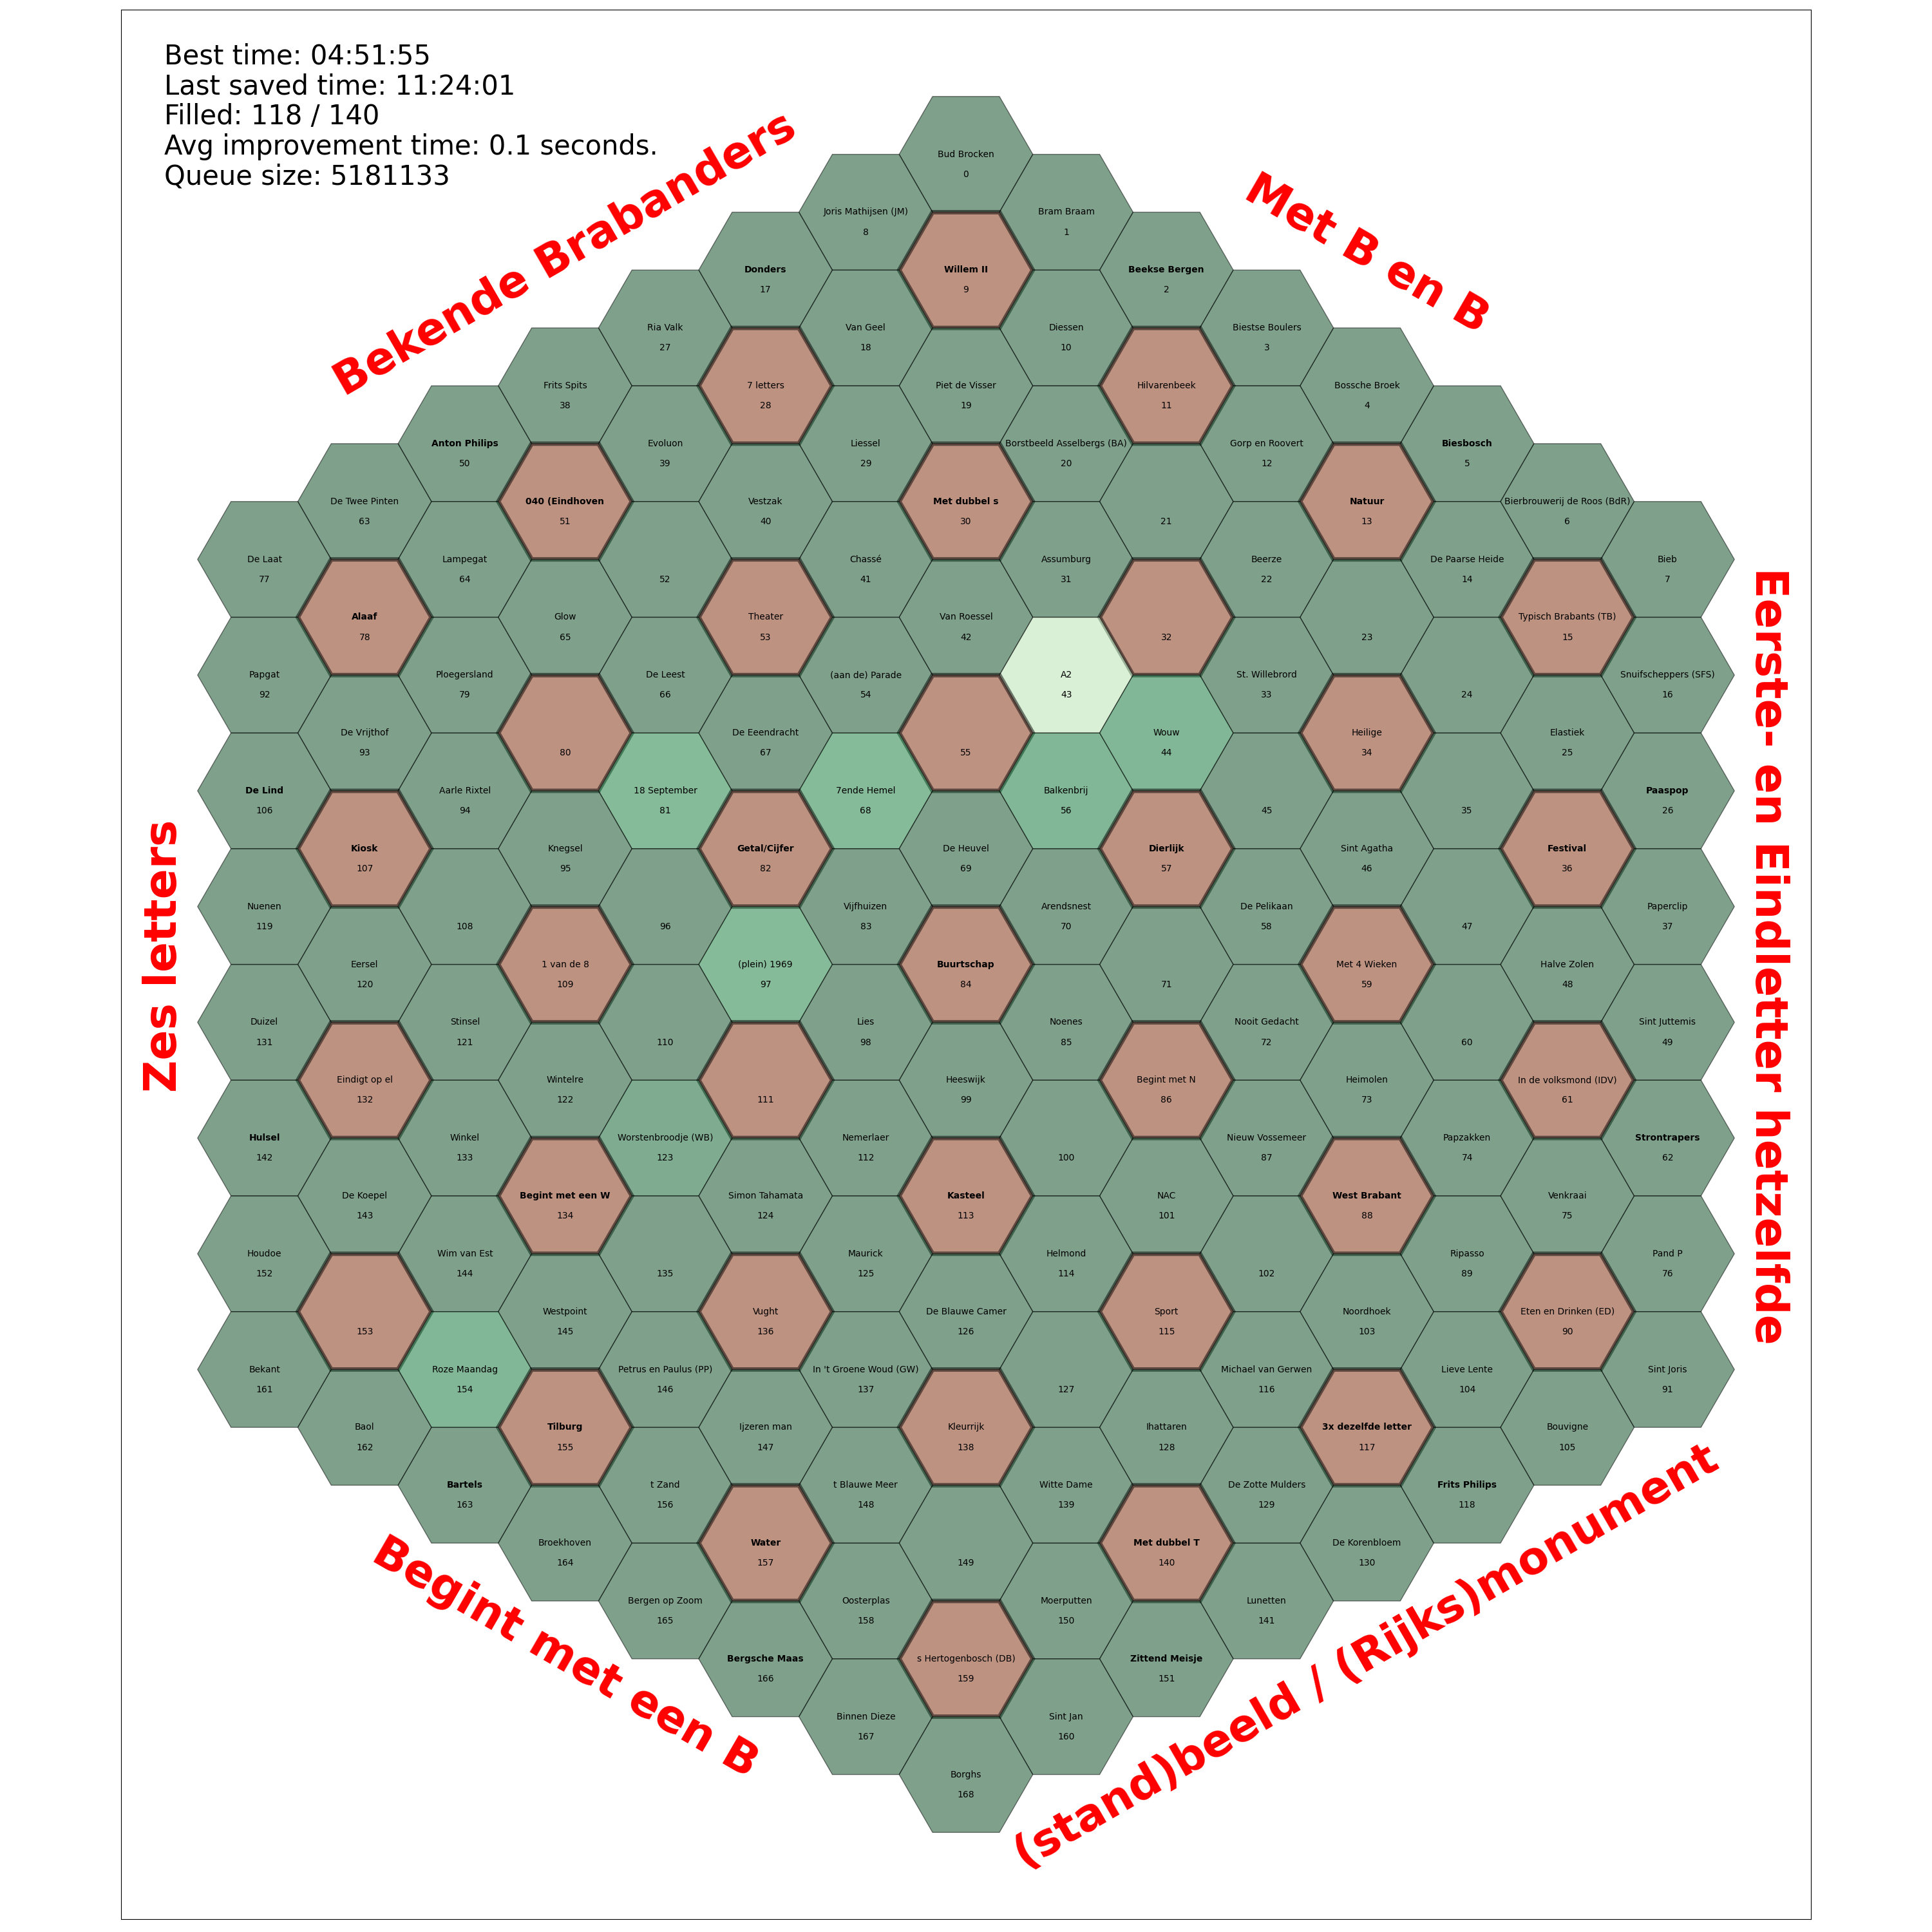 Best time: 04:51:55
Last saved time: 11:24:01
Filled: 118 / 140
Avg improvement time: 0.1 seconds.
Queue size: 5181133
Bekende Brabanders
Met B en B
Eerste- en Eindletter hetzelfde
(stand)beeld / (Rijks)monument
Begint met een B
Zes letters
Bud Brocken
0
Bram Braam
1
Beekse Bergen
2
Biestse Boulers
3
Bossche Broek
4
Biesbosch
5
Bierbrouwerij de Roos (BdR)
6
Bieb
7
Joris Mathijsen (JM)
8
Willem II
9
Diessen
10
Hilvarenbeek
11
Gorp en Roovert
12
Natuur
13
De Paarse Heide
14
Typisch Brabants (TB)
15
Snuifscheppers (SFS)
16
Donders
17
Van Geel
18
Piet de Visser
19
Borstbeeld Asselbergs (BA)
20
21
Beerze
22
23
24
Elastiek
25
Paaspop
26
Ria Valk
27
7 letters
28
Liessel
29
Met dubbel s
30
Assumburg
31
32
St. Willebrord
33
Heilige
34
35
Festival
36
Paperclip
37
Frits Spits
38
Evoluon
39
Vestzak
40
Chassé
41
Van Roessel
42
A2
43
Wouw
44
45
Sint Agatha
46
47
Halve Zolen
48
Sint Juttemis
49
Anton Philips
50
040 (Eindhoven
51
52
Theater
53
(aan de) Parade
54
55
Balkenbrij
56
Dierlijk
57
De Pelikaan
58
Met 4 Wieken
59
60
In de volksmond (IDV)
61
Strontrapers
62
De Twee Pinten
63
Lampegat
64
Glow
65
De Leest
66
De Eeendracht
67
7ende Hemel
68
De Heuvel
69
Arendsnest
70
71
Nooit Gedacht
72
Heimolen
73
Papzakken
74
Venkraai
75
Pand P
76
De Laat
77
Alaaf
78
Ploegersland
79
80
18 September
81
Getal/Cijfer
82
Vijfhuizen
83
Buurtschap
84
Noenes
85
Begint met N
86
Nieuw Vossemeer
87
West Brabant
88
Ripasso
89
Eten en Drinken (ED)
90
Sint Joris
91
Papgat
92
De Vrijthof
93
Aarle Rixtel
94
Knegsel
95
96
(plein) 1969
97
Lies
98
Heeswijk
99
100
NAC
101
102
Noordhoek
103
Lieve Lente
104
Bouvigne
105
De Lind
106
Kiosk
107
108
1 van de 8
109
110
111
Nemerlaer
112
Kasteel
113
Helmond
114
Sport
115
Michael van Gerwen
116
3x dezelfde letter
117
Frits Philips
118
Nuenen
119
Eersel
120
Stinsel
121
Wintelre
122
Worstenbroodje (WB)
123
Simon Tahamata
124
Maurick
125
De Blauwe Camer
126
127
Ihattaren
128
De Zotte Mulders
129
De Korenbloem
130
Duizel
131
Eindigt op el
132
Winkel
133
Begint met een W
134
135
Vught
136
In 't Groene Woud (GW)
137
Kleurrijk
138
Witte Dame
139
Met dubbel T
140
Lunetten
141
Hulsel
142
De Koepel
143
Wim van Est
144
Westpoint
145
Petrus en Paulus (PP)
146
Ijzeren man
147
t Blauwe Meer
148
149
Moerputten
150
Zittend Meisje
151
Houdoe
152
153
Roze Maandag
154
Tilburg
155
t Zand
156
Water
157
Oosterplas
158
s Hertogenbosch (DB)
159
Sint Jan
160
Bekant
161
Baol
162
Bartels
163
Broekhoven
164
Bergen op Zoom
165
Bergsche Maas
166
Binnen Dieze
167
Borghs
168